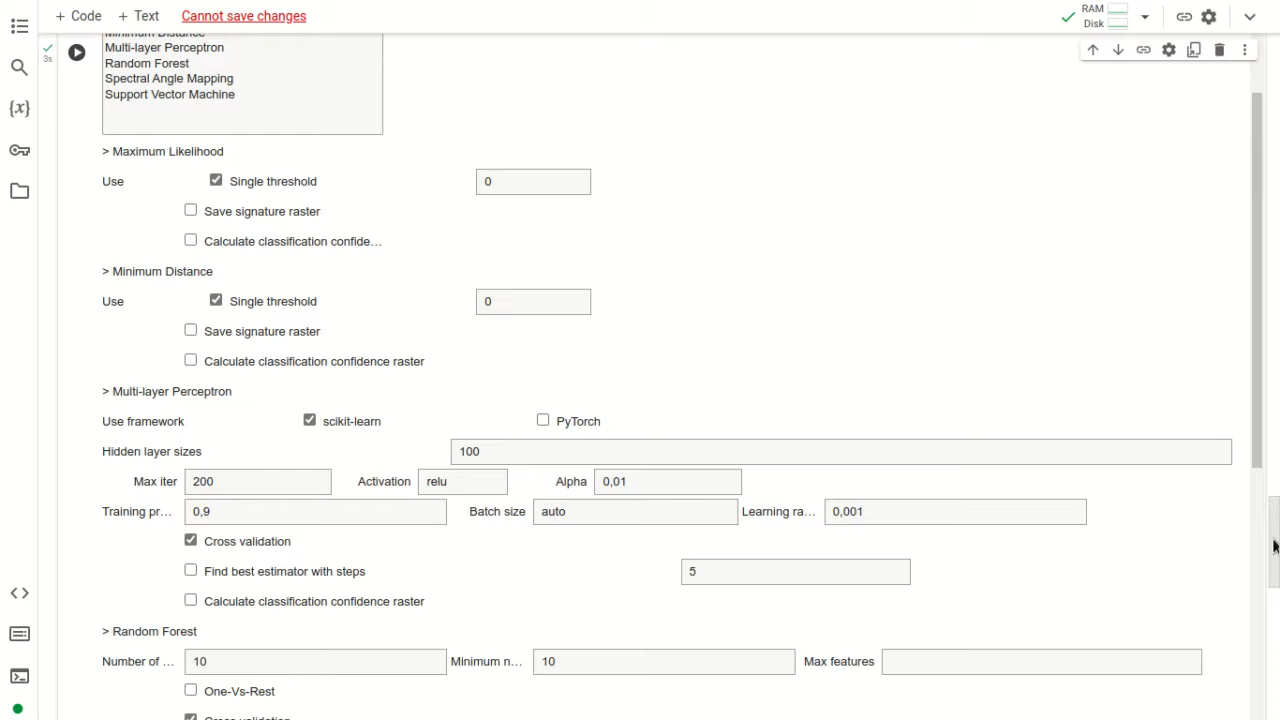 + Code + Text Cannot save changes RAM Disk
3s
Minimum Distance
Multi-layer Perceptron
Random Forest
Spectral Angle Mapping
Support Vector Machine
> Maximum Likelihood
Use Single threshold 0
Save signature raster
Calculate classification confide…
> Minimum Distance
Use Single threshold 0
Save signature raster
Calculate classification confidence raster
> Multi-layer Perceptron
Use framework scikit-learn PyTorch
Hidden layer sizes 100
Max iter 200 Activation relu Alpha 0,01
Training pr… 0,9 Batch size auto Learning ra… 0,001
Cross validation
Find best estimator with steps 5
Calculate classification confidence raster
> Random Forest
Number of … 10 Minimum n… 10 Max features
One-Vs-Rest
Cross validation